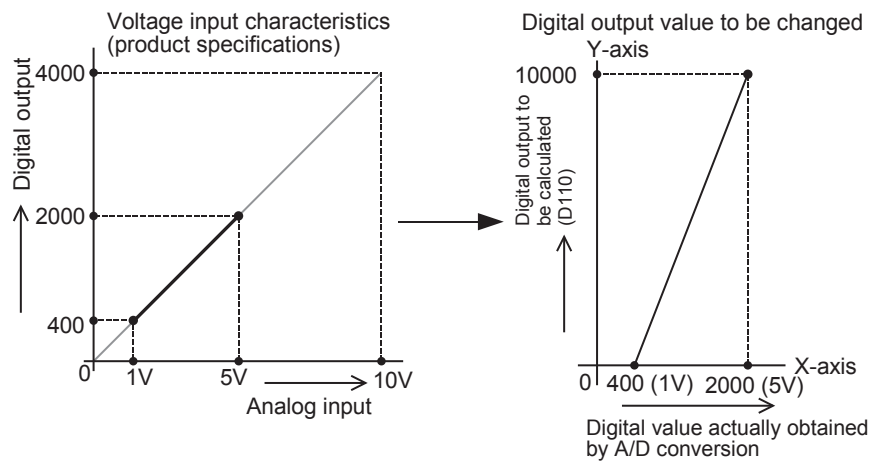 Voltage input characteristics
(product specifications)
4000
2000
400
0
1V
5V
10V
Digital output
Analog input
Digital output value to be changed
Y-axis
10000
Digital output to
be calculated
(D110)
0
400 (1V)
2000 (5V)
X-axis
Digital value actually obtained
by A/D conversion